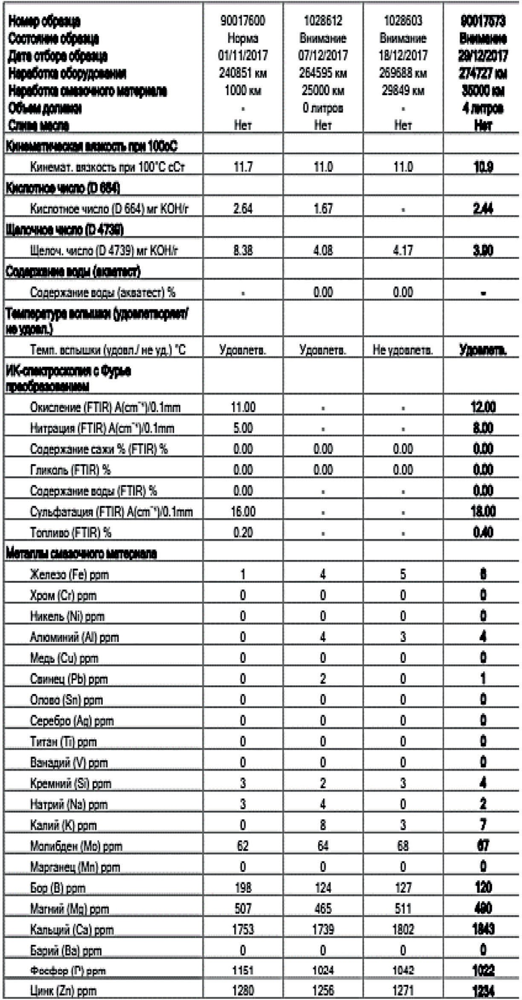 Номер образца 90017600 1028612 1028603 90017573
Состояние образца Норма Внимание Внимание Внимание
Дата отбора образца 01/11/2017 07/12/2017 18/12/2017 29/12/2017
Наработка оборудования 240851 км 264595 км 269688 км 274727 км
Наработка смазочного материала 1000 км 25000 км 29849 км 35000 км
Объем доливки - 0 литров - 4 литров
Слив масла Нет Нет Нет Нет
Кинематическая вязкость при 100oC
Кинемат. вязкость при 100°C сСт 11.7 11.0 11.0 10.9
Кислотное число (D 664)
Кислотное число (D 664) мг KOH/г 2.64 1.67 - 2.44
Щелочное число (D 4739)
Щелоч. число (D 4739) мг KOH/г 8.38 4.08 4.17 3.90
Содержание воды (акватест)
Содержание воды (акватест) % - 0.00 0.00 -
Температура вспышки (удовлетворяет/
не удовл.)
Темп. вспышки (удовл./ не уд.) °C Удовлетв. Удовлетв. Не удовлетв. Удовлетв.
ИК-спектроскопия с Фурье
преобразованием
Окисление (FTIR) A(cm⁻¹)/0.1mm 11.00 - - 12.00
Нитрация (FTIR) A(cm⁻¹)/0.1mm 5.00 - - 8.00
Содержание сажи % (FTIR) % 0.00 0.00 0.00 0.00
Гликоль (FTIR) % 0.00 0.00 0.00 0.00
Содержание воды (FTIR) % 0.00 - - 0.00
Сульфатация (FTIR) A(cm⁻¹)/0.1mm 16.00 - - 18.00
Топливо (FTIR) % 0.20 - - 0.40
Металлы смазочного материала
Железо (Fe) ppm 1 4 5 6
Хром (Cr) ppm 0 0 0 0
Никель (Ni) ppm 0 0 0 0
Алюминий (Al) ppm 0 4 3 4
Медь (Cu) ppm 0 0 0 0
Свинец (Pb) ppm 0 2 0 1
Олово (Sn) ppm 0 0 0 0
Серебро (Ag) ppm 0 0 0 0
Титан (Ti) ppm 0 0 0 0
Ванадий (V) ppm 0 0 0 0
Кремний (Si) ppm 3 2 3 4
Натрий (Na) ppm 3 4 0 2
Калий (K) ppm 0 8 3 7
Молибден (Mo) ppm 62 64 68 67
Марганец (Mn) ppm 0 0 0 0
Бор (B) ppm 198 124 127 120
Магний (Mg) ppm 507 465 511 490
Кальций (Ca) ppm 1753 1739 1802 1843
Барий (Ba) ppm 0 0 0 0
Фосфор (P) ppm 1151 1024 1042 1022
Цинк (Zn) ppm 1280 1256 1271 1234